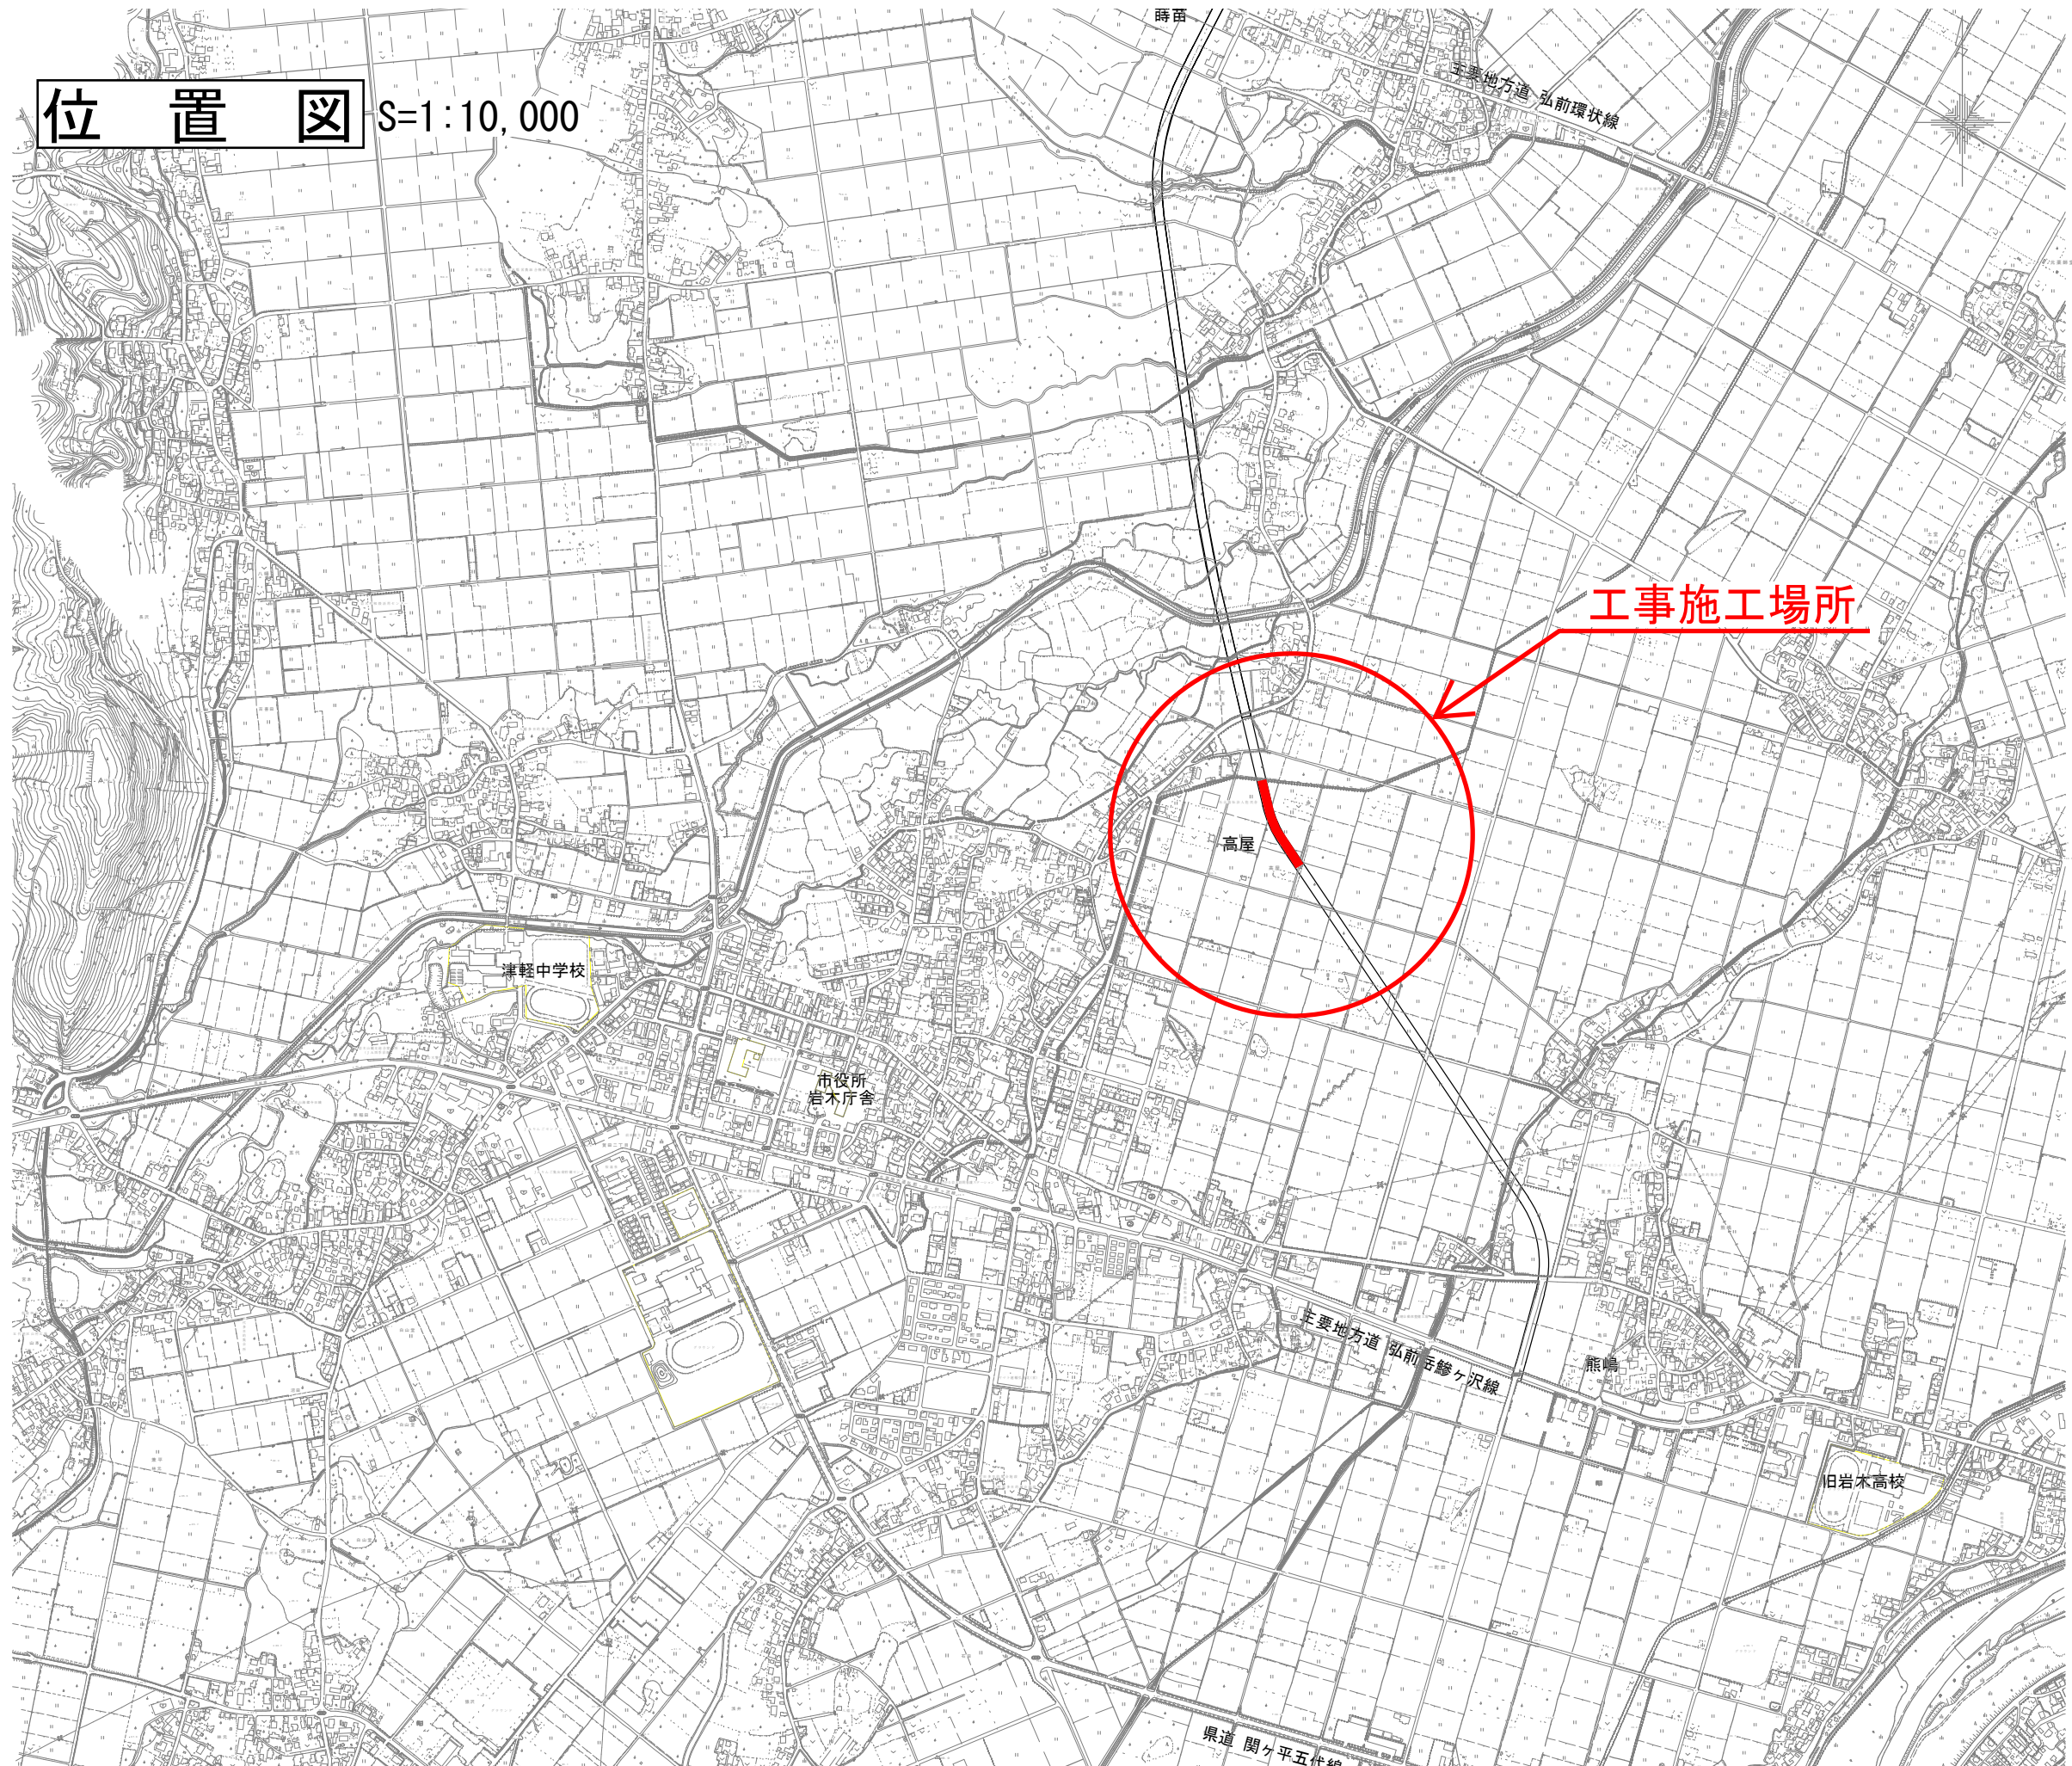 蒔苗
主要地方道 弘前環状線
位 置 図 S=1:10,000
工事施工場所
高屋
津軽中学校
市役所
岩木庁舎
主要地方道 弘前岳鰺ヶ沢線
熊嶋
旧岩木高校
県道 関ヶ平五代線